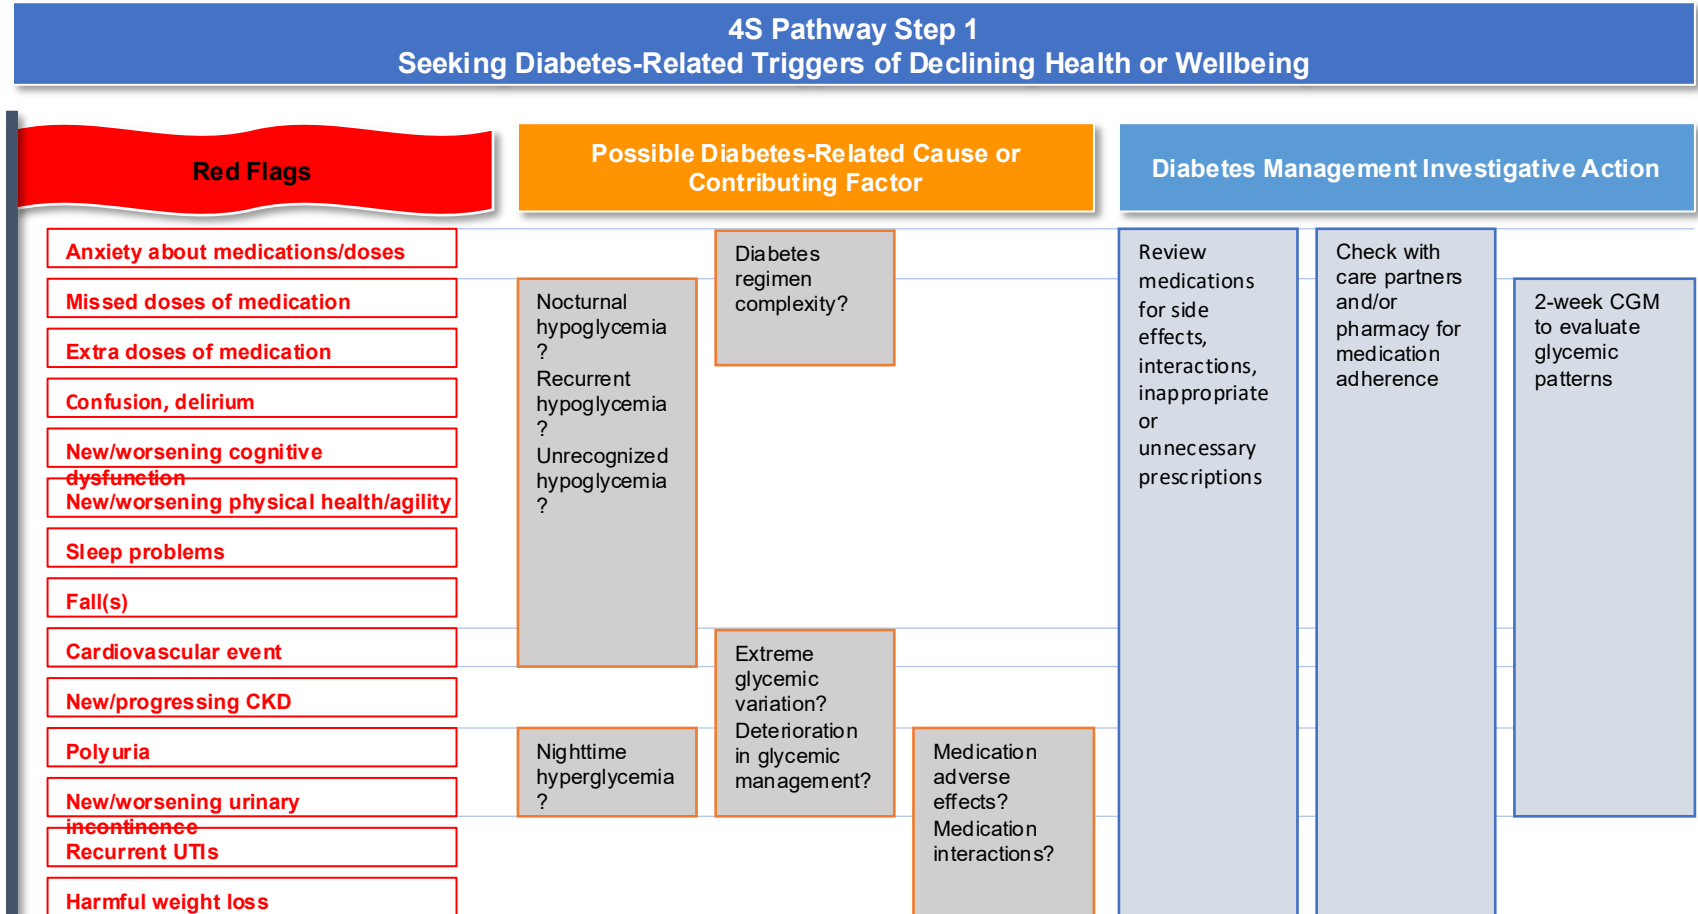 4S Pathway Step 1
Seeking Diabetes-Related Triggers of Declining Health or Wellbeing
Red Flags
Possible Diabetes-Related Cause or
Contributing Factor
Diabetes Management Investigative Action
Anxiety about medications/doses
Missed doses of medication
Extra doses of medication
Confusion, delirium
New/worsening cognitive
dysfunction
New/worsening physical health/agility
Sleep problems
Fall(s)
Cardiovascular event
New/progressing CKD
Polyuria
New/worsening urinary
incontinence
Recurrent UTIs
Harmful weight loss
Nocturnal
hypoglycemia
?
Recurrent
hypoglycemia
?
Unrecognized
hypoglycemia
?
Nighttime
hyperglycemia
?
Diabetes
regimen
complexity?
Extreme
glycemic
variation?
Deterioration
in glycemic
management?
Medication
adverse
effects?
Medication
interactions?
Review
medications
for side
effects,
interactions,
inappropriate
or
unnecessary
prescriptions
Check with
care partners
and/or
pharmacy for
medication
adherence
2-week CGM
to evaluate
glycemic
patterns